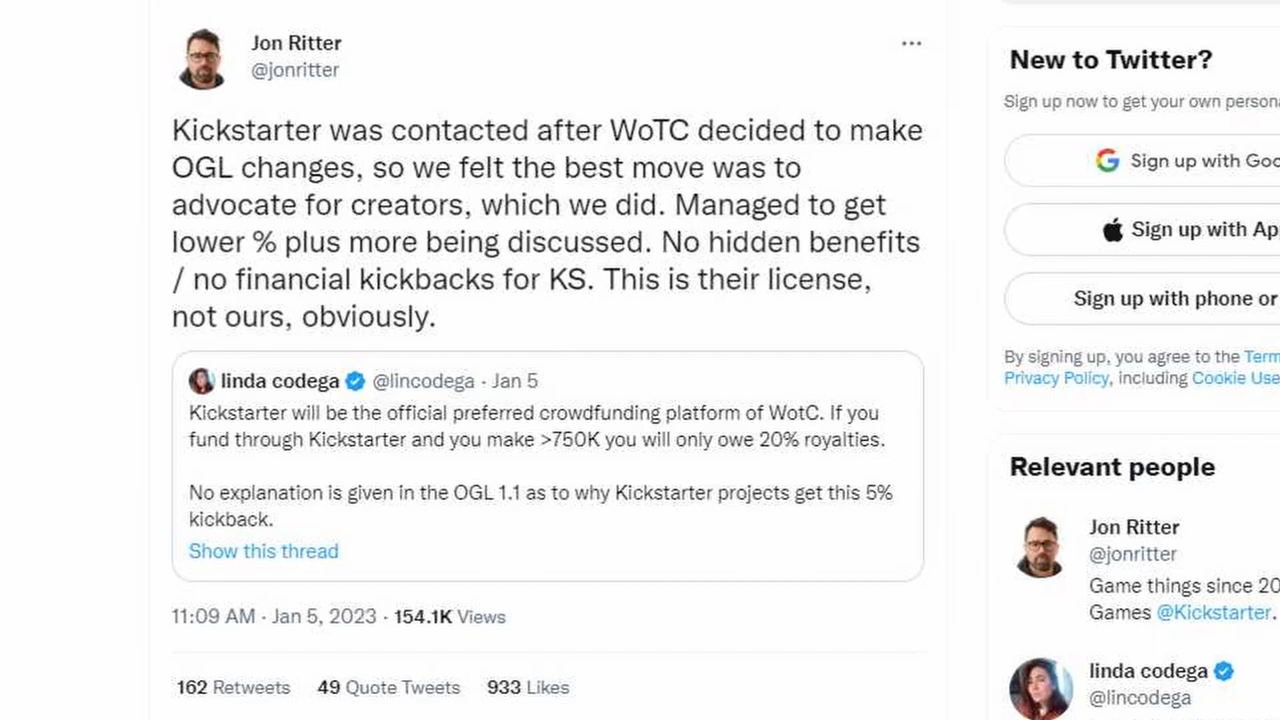 Jon Ritter
@jonritter
Kickstarter was contacted after WoTC decided to make
OGL changes, so we felt the best move was to
advocate for creators, which we did. Managed to get
lower % plus more being discussed. No hidden benefits
/ no financial kickbacks for KS. This is their license,
not ours, obviously.
linda codega @lincodega · Jan 5
Kickstarter will be the official preferred crowdfunding platform of WotC. If you
fund through Kickstarter and you make >750K you will only owe 20% royalties.
No explanation is given in the OGL 1.1 as to why Kickstarter projects get this 5%
kickback.
Show this thread
11:09 AM · Jan 5, 2023 · 154.1K Views
162 Retweets 49 Quote Tweets 933 Likes
New to Twitter?
Sign up now to get your own
Sign up with
Sign up with
Sign up with phone or
By signing up, you agree to the
Privacy Policy, including Cookie
Relevant people
Jon Ritter
@jonritter
Game things since
Games @Kickstarter.
linda codega
@lincodega